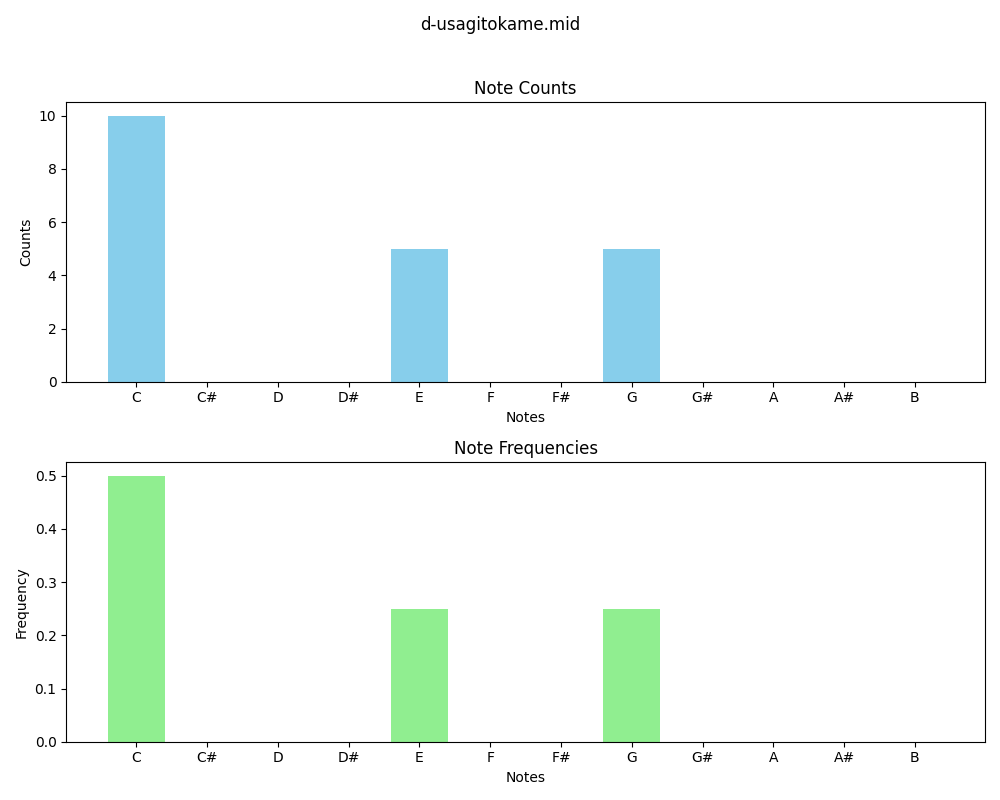 d-usagitokame.mid
Note Counts
10
8
6
4
2
0
Counts
C C# D D# E F F# G G# A A# B
Notes
Note Frequencies
0.5
0.4
0.3
0.2
0.1
0.0
Frequency
C C# D D# E F F# G G# A A# B
Notes